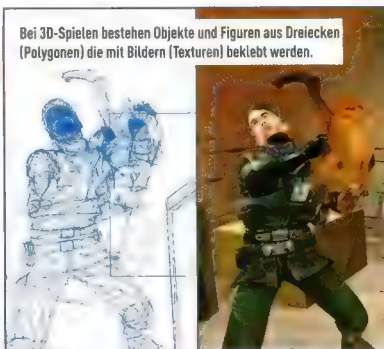 Bei 3D-Spielen bestehen Objekte und Figuren aus Dreiecken
(Polygonen) die mit Bildern (Texturen) beklebt werden.